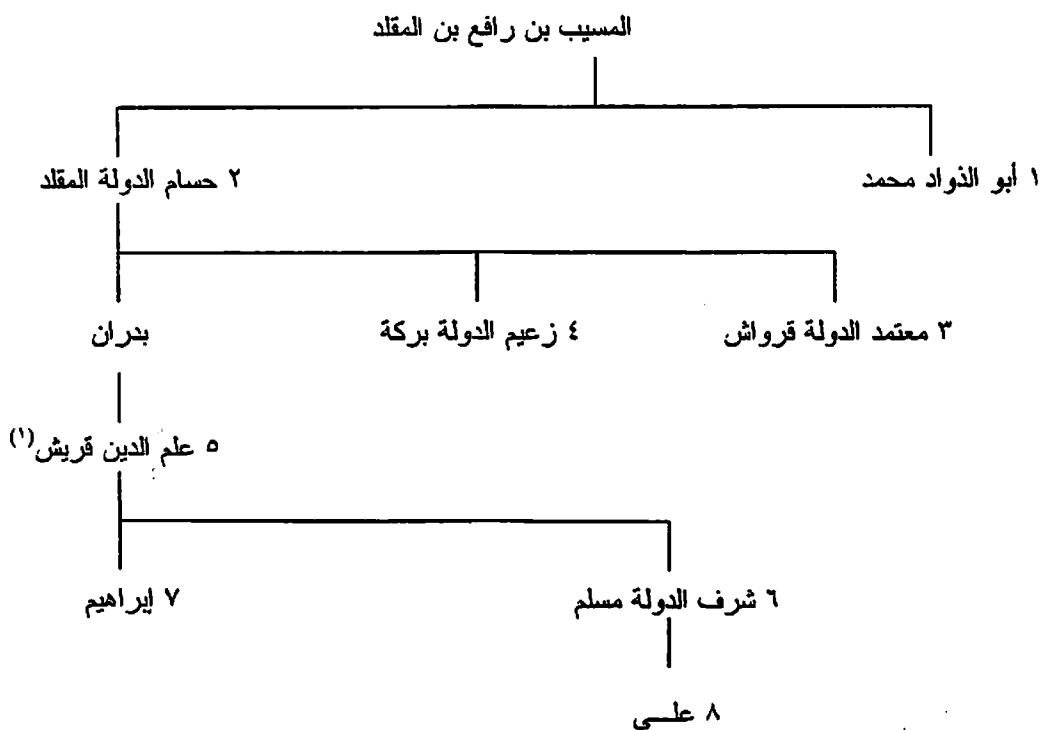 المسيب بن رافع بن المقلد
١ أبو الذواد محمد
٢ حسام الدولة المقلد
٣ معتمد الدولة قرواش
٤ زعيم الدولة بركة
بدران
٥ علم الدين قريش(١)
٦ شرف الدولة مسلم
٧ إبراهيم
٨ علـــى